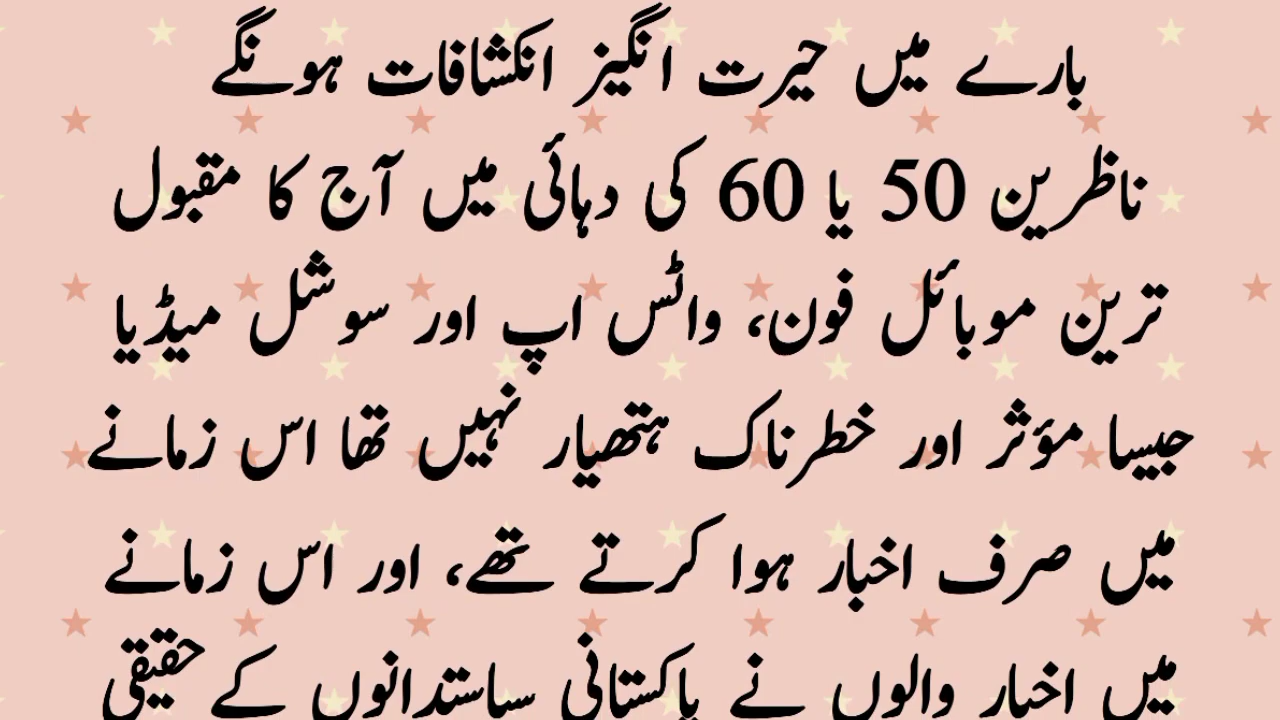 بارے میں حیرت انگیز انکشافات ہونگے
ناظرین 50 یا 60 کی دہائی میں آج کا مقبول
ترین موبائل فون، واٹس اپ اور سوشل میڈیا
جیسا مؤثر اور خطرناک ہتھیار نہیں تھا اس زمانے
میں صرف اخبار ہوا کرتے تھے، اور اس زمانے
میں اخبار والوں نے پاکستانی سیاستدانوں کے حقیقی